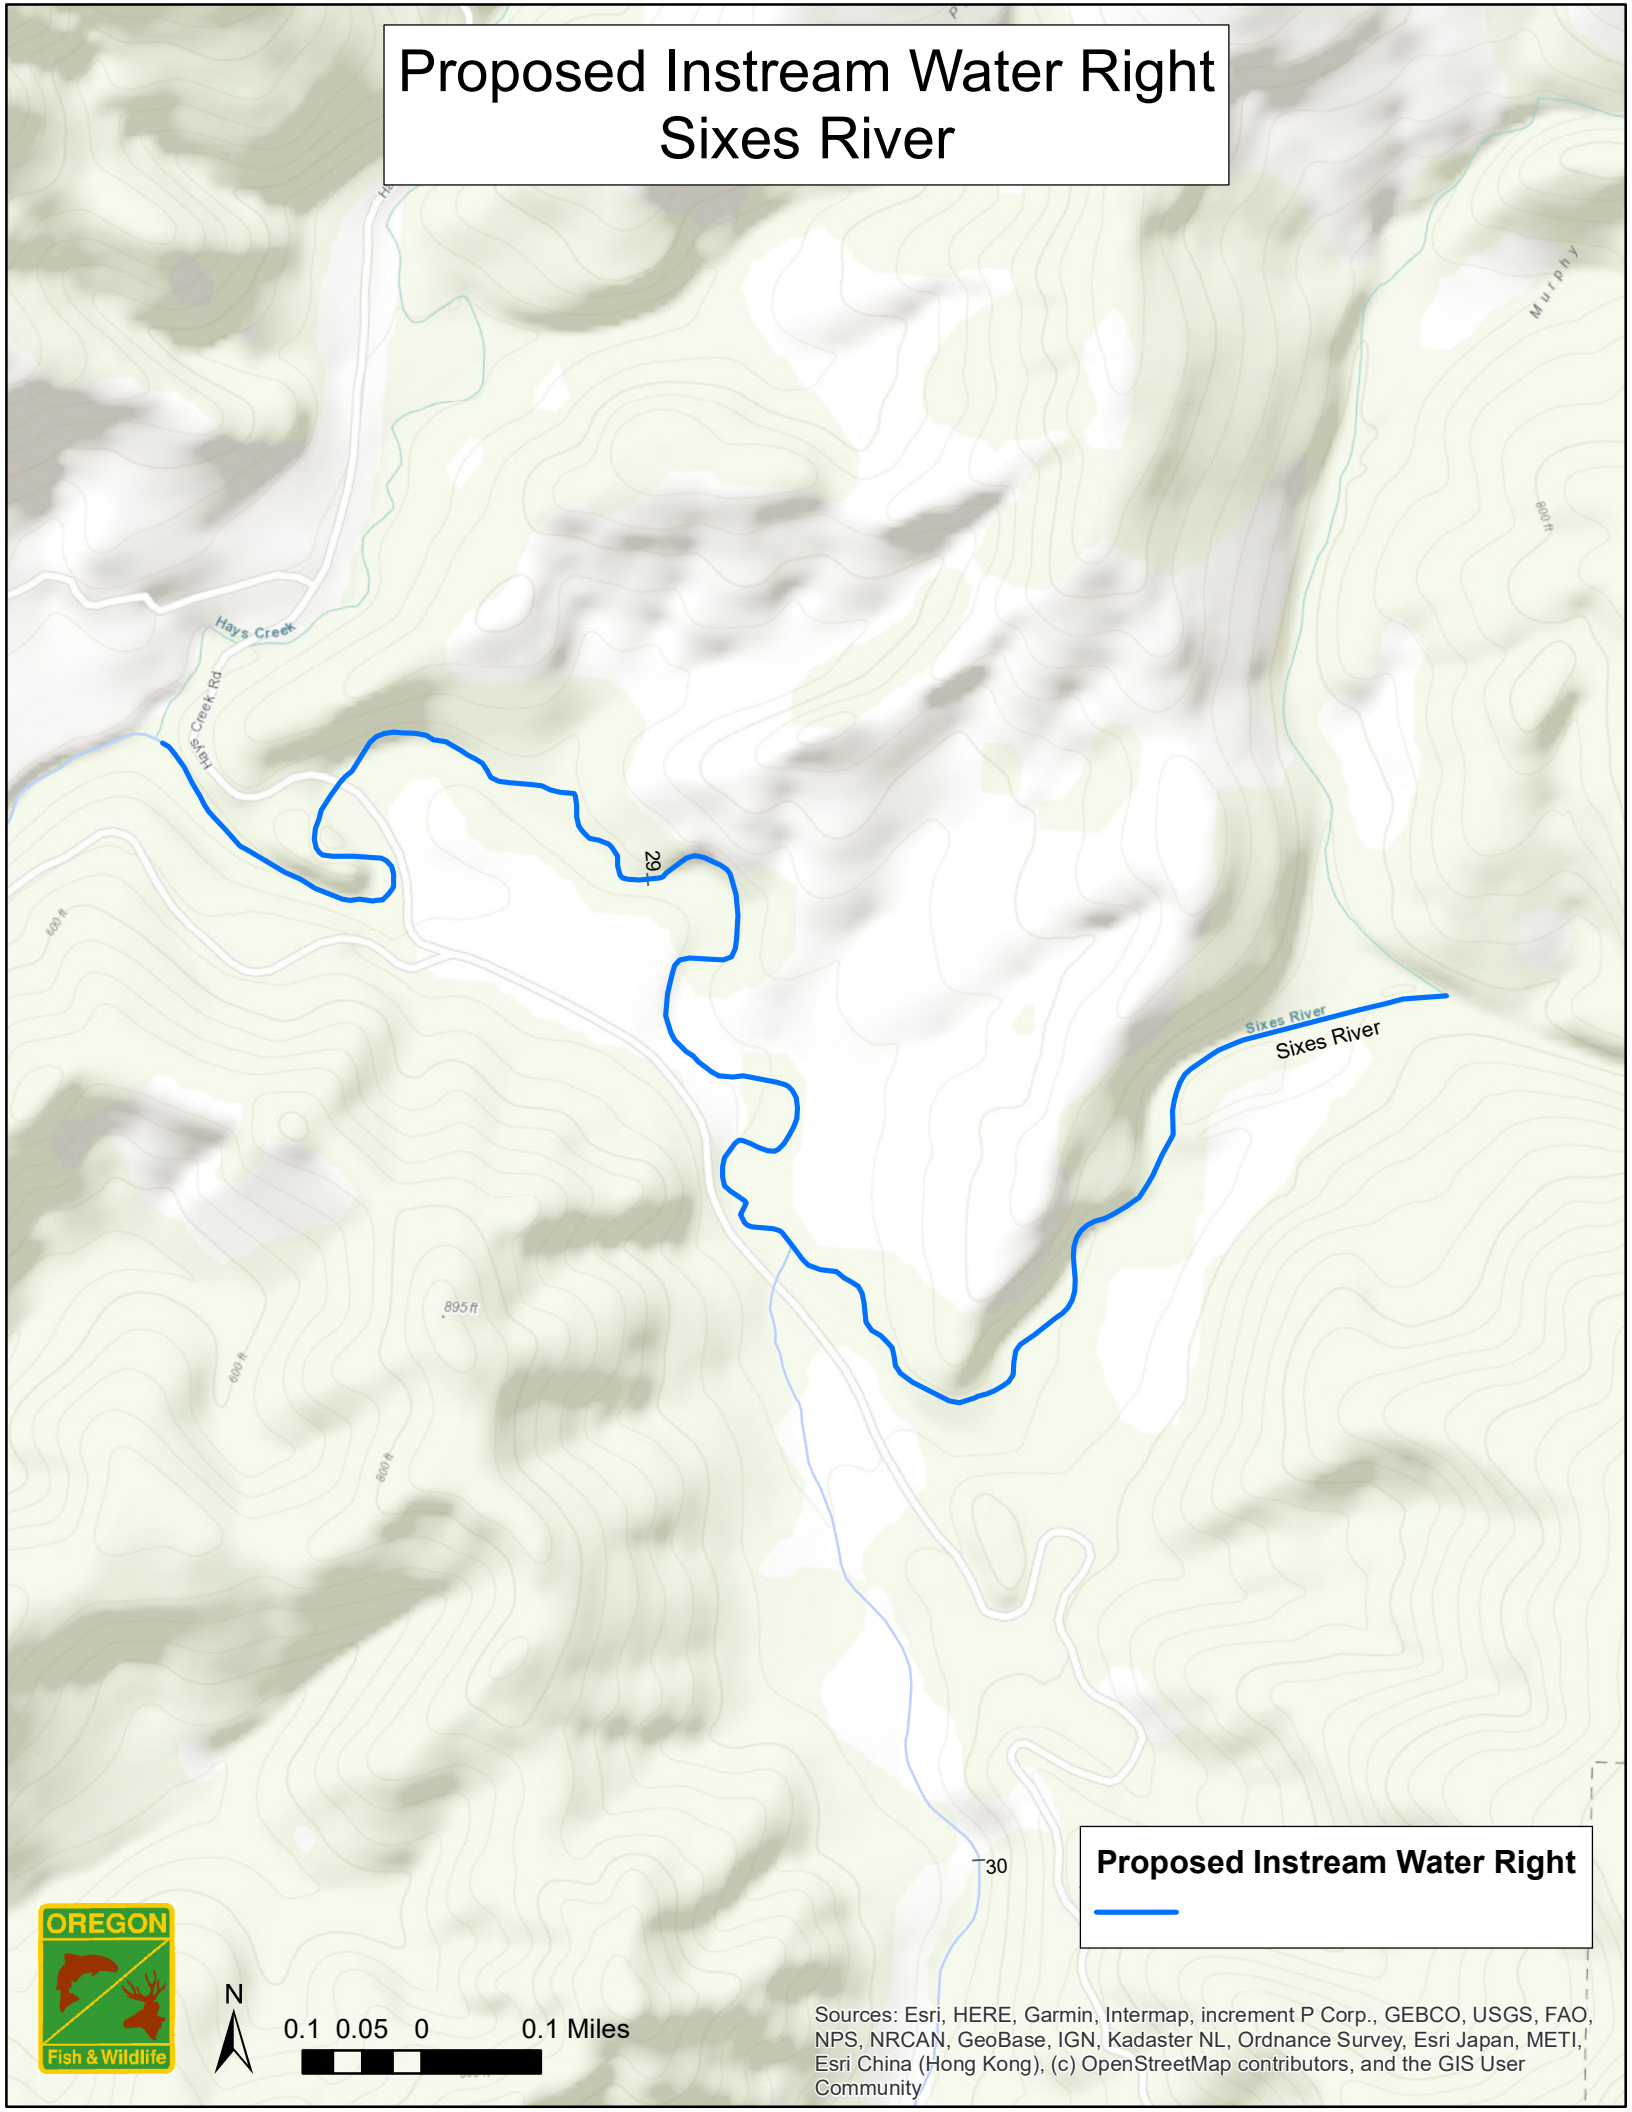 Proposed Instream Water Right
Sixes River
P
Ha
Murphy
800 ft
Hays Creek
Hays Creek Rd
29
600 ft
Sixes River
Sixes River
895 ft
600 ft
800 ft
30
Proposed Instream Water Right
OREGON
Fish & Wildlife
N
0.1 0.05 0 0.1 Miles
Sources: Esri, HERE, Garmin, Intermap, increment P Corp., GEBCO, USGS, FAO,
NPS, NRCAN, GeoBase, IGN, Kadaster NL, Ordnance Survey, Esri Japan, METI,
Esri China (Hong Kong), (c) OpenStreetMap contributors, and the GIS User
Community